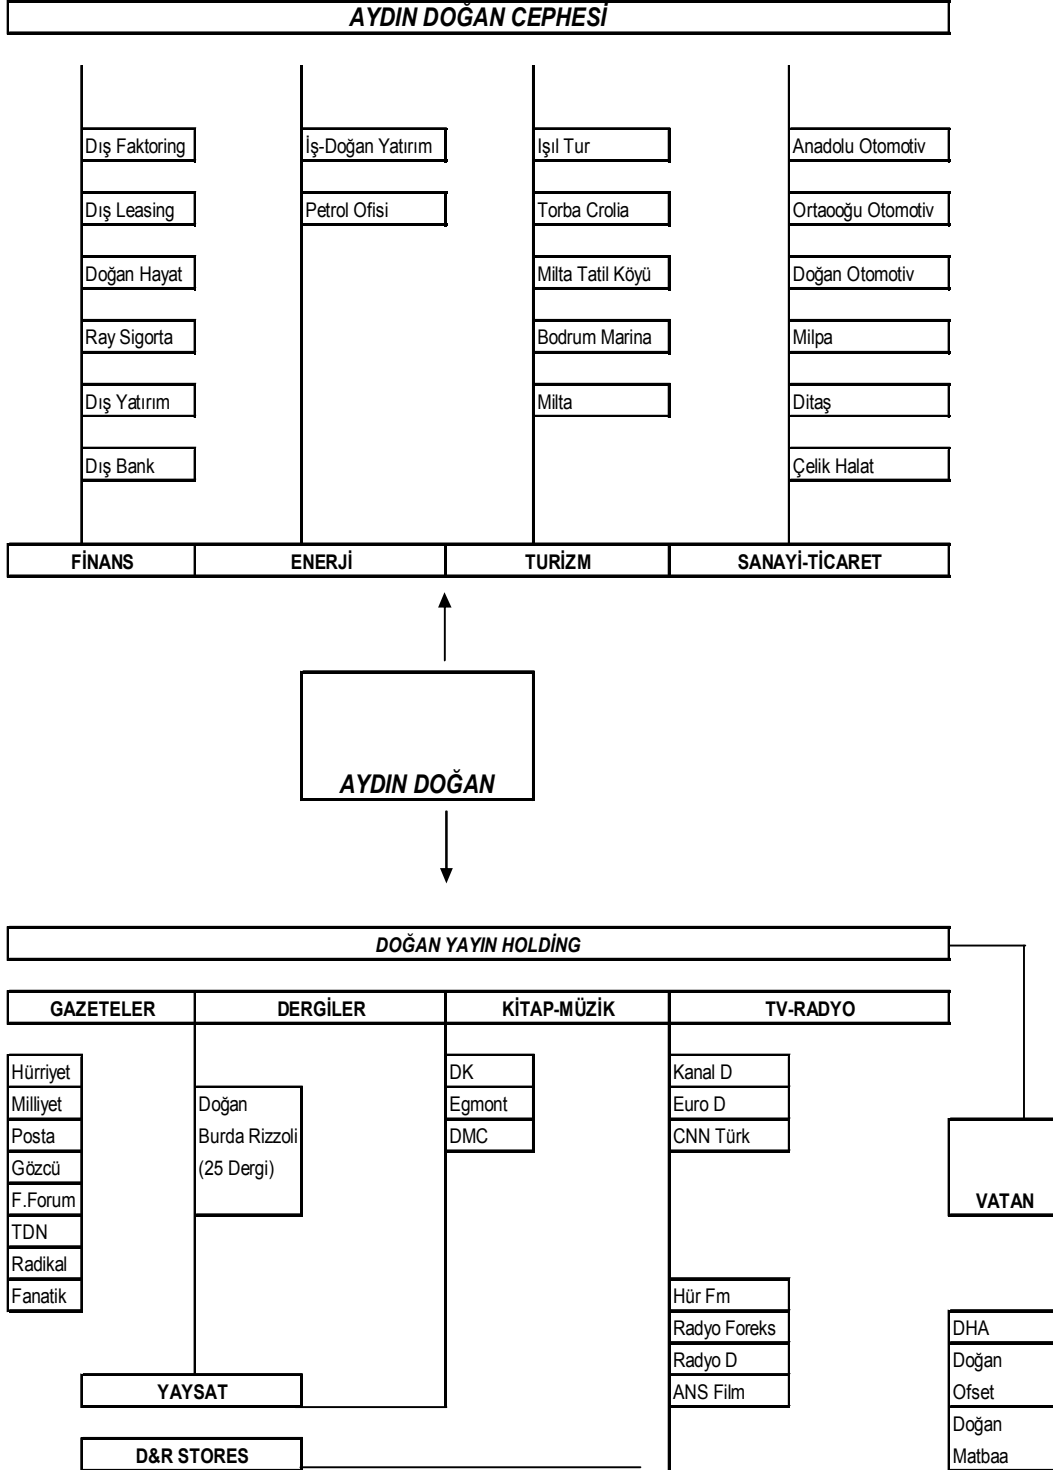 AYDIN DOĞAN CEPHESİ
Dış Faktoring
İş-Doğan Yatırım
Işıl Tur
Anadolu Otomotiv
Dış Leasing
Petrol Ofisi
Torba Crolia
Ortaooğu Otomotiv
Doğan Hayat
Milta Tatil Köyü
Doğan Otomotiv
Ray Sigorta
Bodrum Marina
Milpa
Dış Yatırım
Milta
Ditaş
Dış Bank
Çelik Halat
FİNANS
ENERJİ
TURİZM
SANAYİ-TİCARET
AYDIN DOĞAN
DOĞAN YAYIN HOLDİNG
GAZETELER
DERGİLER
KİTAP-MÜZİK
TV-RADYO
Hürriyet
Milliyet
Posta
Gözcü
F.Forum
TDN
Radikal
Fanatik
Doğan
Burda Rizzoli
(25 Dergi)
DK
Egmont
DMC
Kanal D
Euro D
CNN Türk
VATAN
Hür Fm
Radyo Foreks
Radyo D
ANS Film
DHA
Doğan
Ofset
Doğan
Matbaa
YAYSAT
D&R STORES